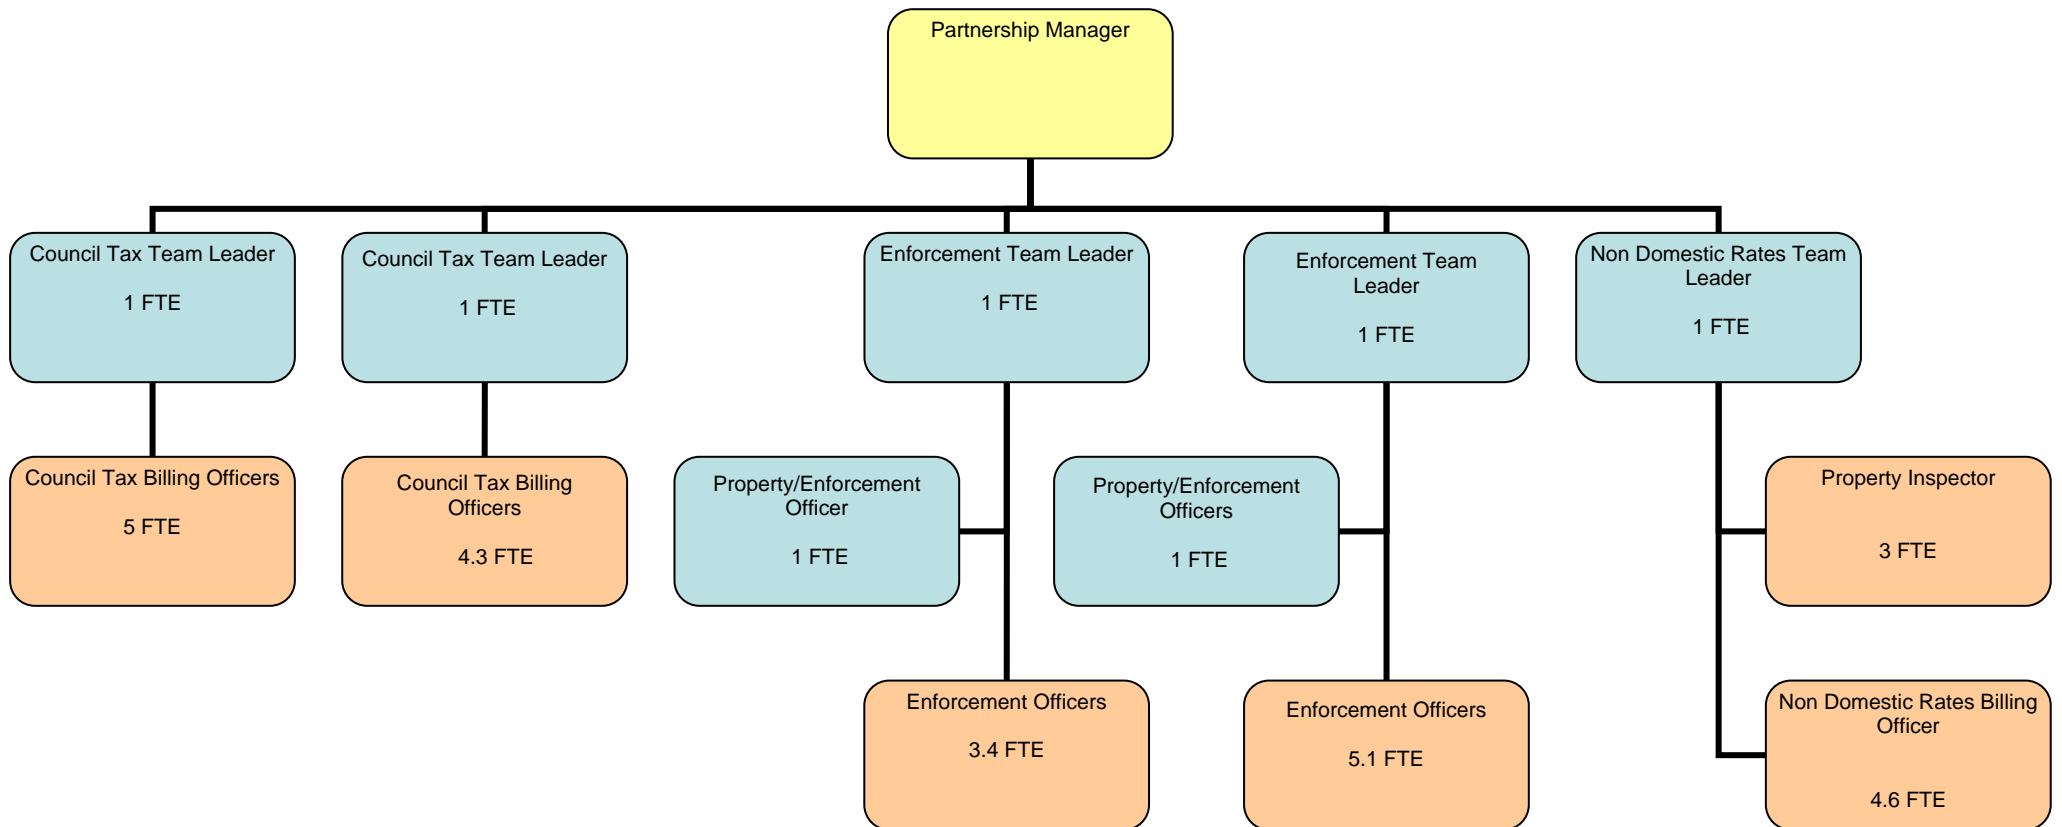 Partnership Manager
Council Tax Team Leader
1 FTE
Council Tax Team Leader
1 FTE
Enforcement Team Leader
1 FTE
Enforcement Team
Leader
1 FTE
Non Domestic Rates Team
Leader
1 FTE
Council Tax Billing Officers
5 FTE
Council Tax Billing
Officers
4.3 FTE
Property/Enforcement
Officer
1 FTE
Property/Enforcement
Officers
1 FTE
Property Inspector
3 FTE
Enforcement Officers
3.4 FTE
Enforcement Officers
5.1 FTE
Non Domestic Rates Billing
Officer
4.6 FTE